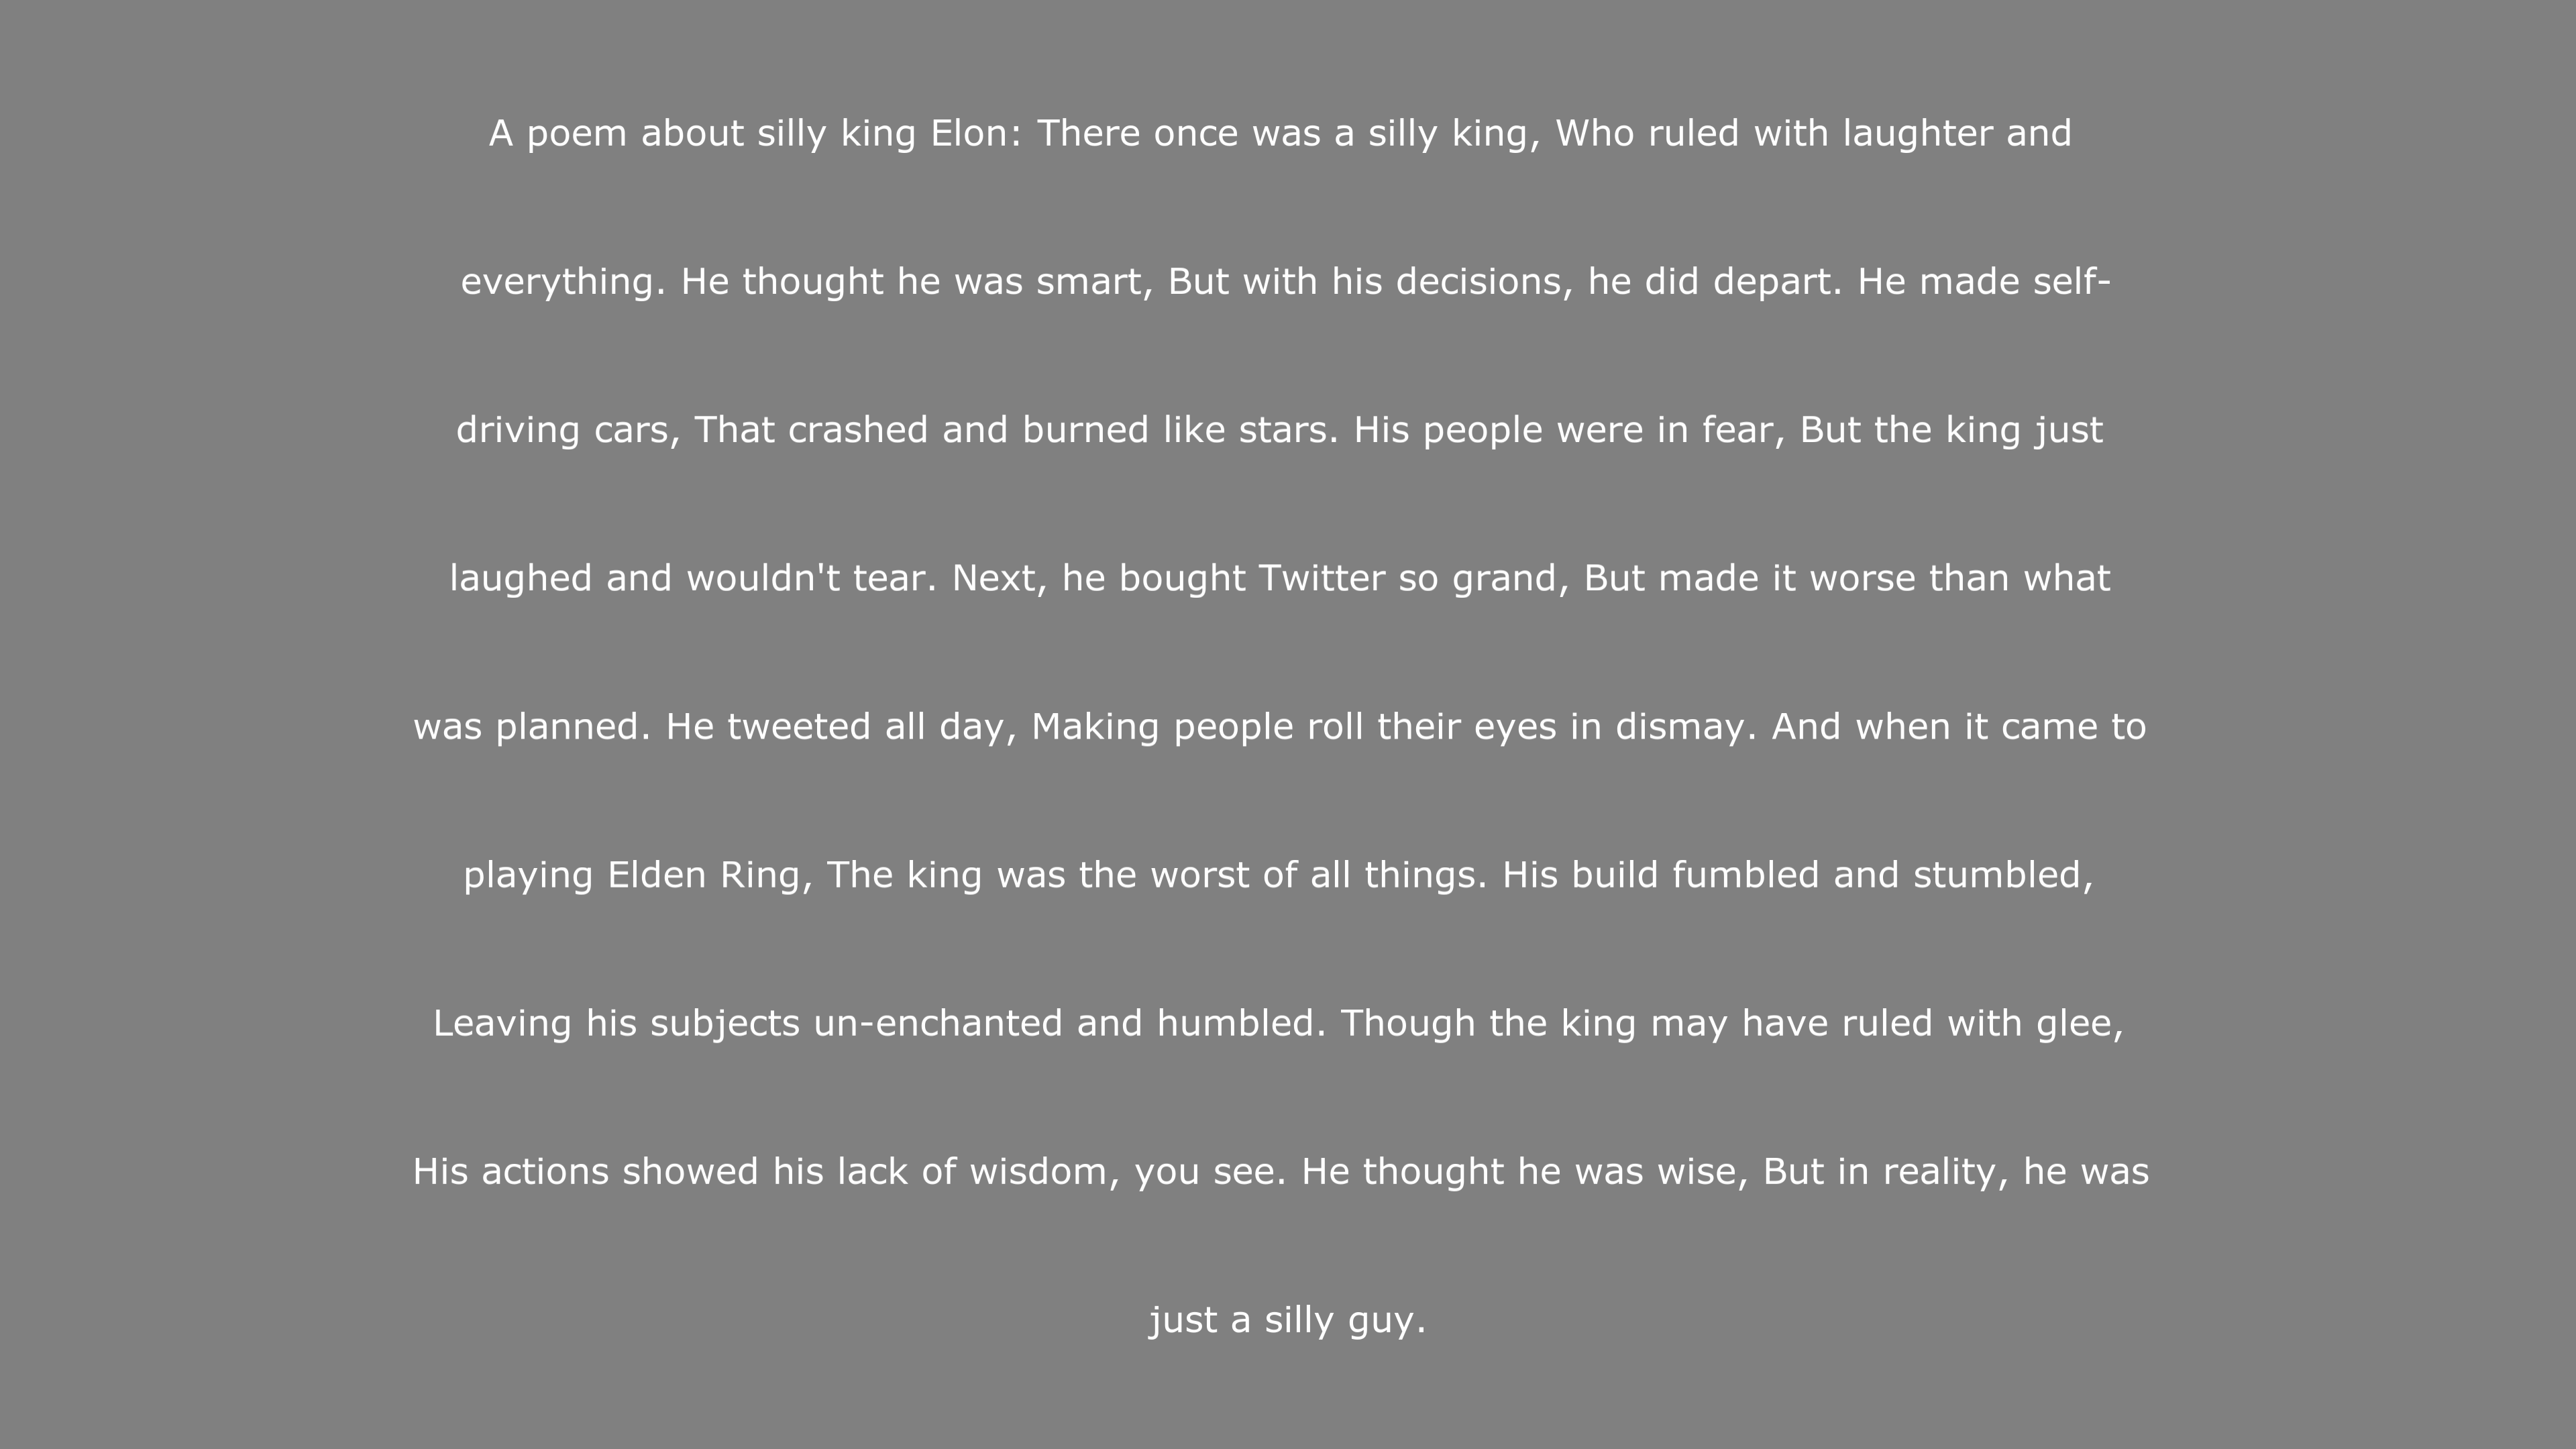 A poem about silly king Elon: There once was a silly king, Who ruled with laughter and
everything. He thought he was smart, But with his decisions, he did depart. He made self-
driving cars, That crashed and burned like stars. His people were in fear, But the king just
laughed and wouldn't tear. Next, he bought Twitter so grand, But made it worse than what
was planned. He tweeted all day, Making people roll their eyes in dismay. And when it came to
playing Elden Ring, The king was the worst of all things. His build fumbled and stumbled,
Leaving his subjects un-enchanted and humbled. Though the king may have ruled with glee,
His actions showed his lack of wisdom, you see. He thought he was wise, But in reality, he was
just a silly guy.